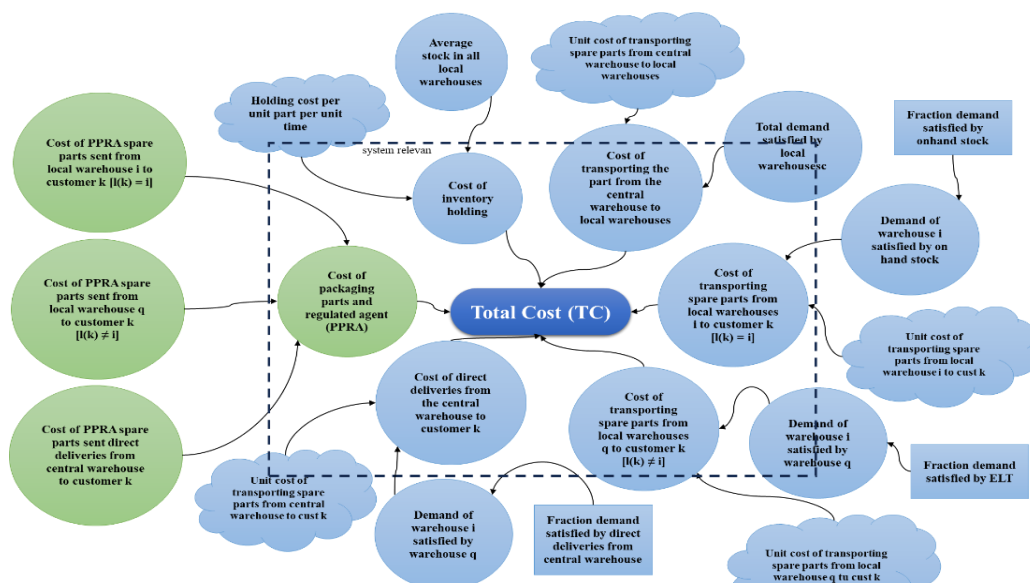 Average
stock in all
local
warehouses
Unit cost of transporting
spare parts from central
warehouse to local
warehouses
Holding cost per
unit part per unit
time
Fraction demand
satisfied by
onhand stock
Cost of PPRA spare
parts sent from
local warehouse i to
customer k [l(k) = i]
system relevan
Total demand
satisfied by
local
warehousesc
Cost of
inventory
holding
Cost of
transporting the
part from the
central
warehouse to
local warehouses
Demand of
warehouse i
satisfied by on
hand stock
Cost of PPRA spare
parts sent from
local warehouse q
to customer k
[l(k) ≠ i]
Cost of
packaging
parts and
regulated agent
(PPRA)
Total Cost (TC)
Cost of
transporting
spare parts from
local warehouses
i to customer k
[l(k) = i]
Unit cost of
transporting spare
parts from local
warehouse i to cust k
Cost of direct
deliveries from
the central
warehouse to
customer k
Cost of
transporting
spare parts from
local warehouses
q to customer k
[l(k) ≠ i]
Demand of
warehouse i
satisfied by
warehouse q
Fraction demand
satisfied by ELT
Cost of PPRA spare
parts sent direct
deliveries from
central warehouse
to customer k
Unit cost of
transporting spare
parts from central
warehouse to cust k
Demand of
warehouse i
satisfied by
warehouse q
Fraction demand
satisfied by direct
deliveries from
central warehouse
Unit cost of transporting
spare parts from local
warehouse q tu cust k